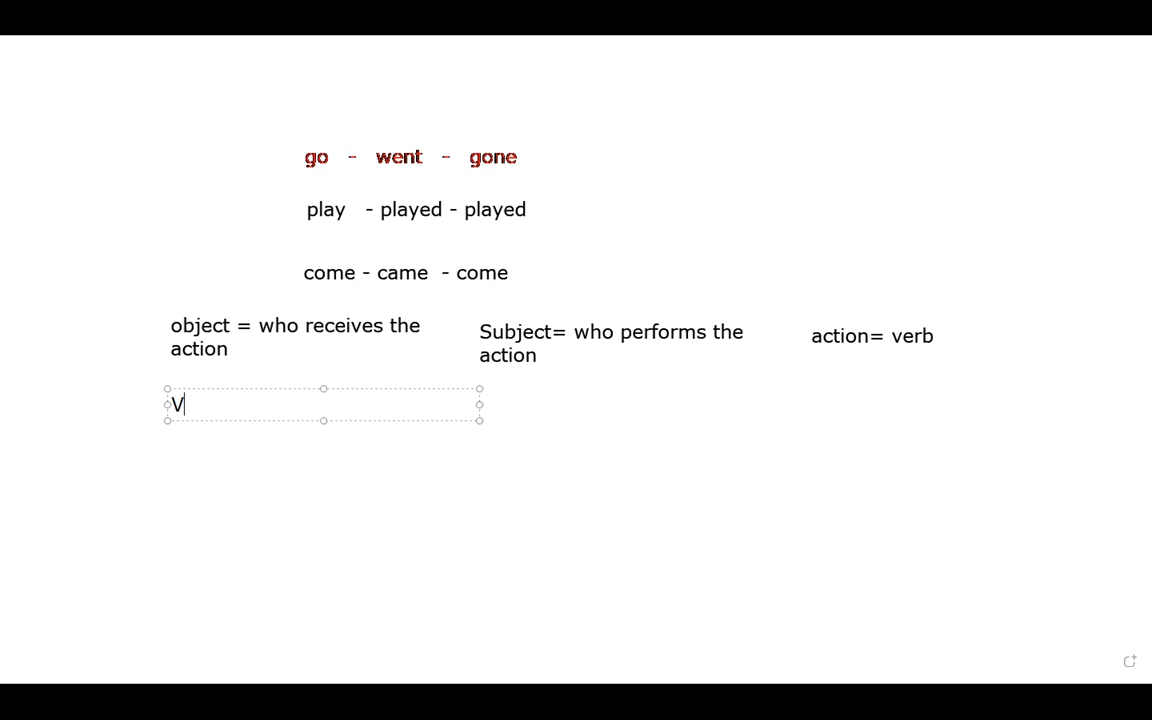 go - went - gone
play - played - played
come - came - come
object = who receives the
action
Subject= who performs the
action
action= verb
V